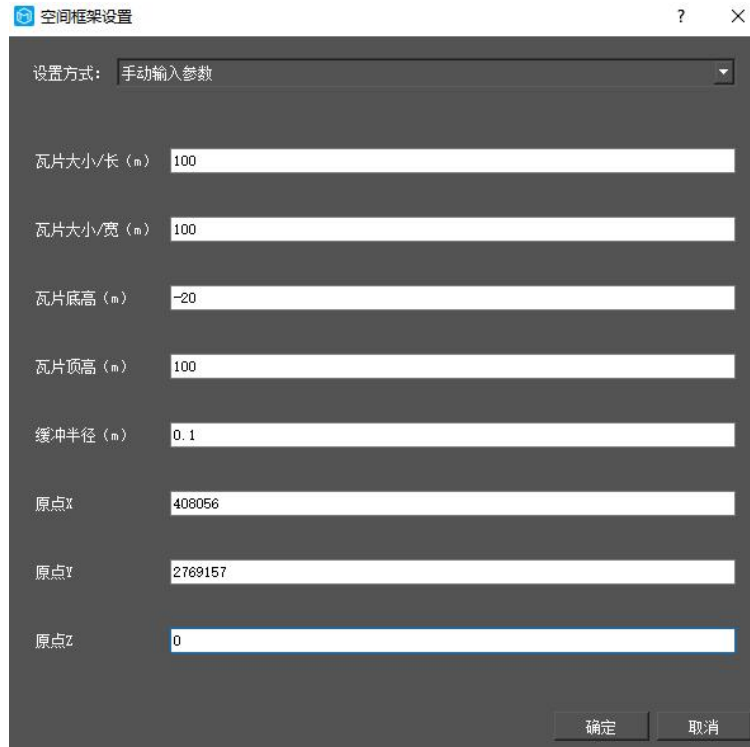 空间框架设置 ? ×
设置方式: 手动输入参数
瓦片大小/长（m） 100
瓦片大小/宽（m） 100
瓦片底高（m） -20
瓦片顶高（m） 100
缓冲半径（m） 0.1
原点X 408056
原点Y 2769157
原点Z 0
确定 取消